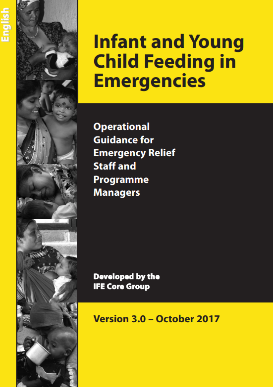 English
Infant and Young
Child Feeding in
Emergencies
Operational
Guidance for
Emergency Relief
Staff and
Programme
Managers
Developed by the
IFE Core Group
Version 3.0 – October 2017